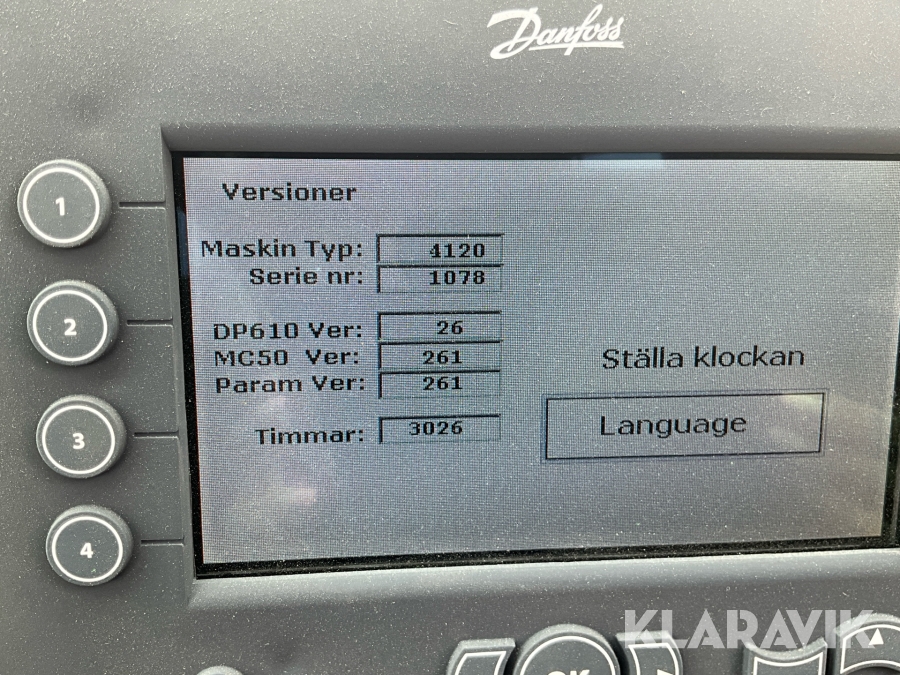 Danfoss
1
Versioner
Maskin Typ: 4120
Serie nr: 1078
2
DP610 Ver: 26
MC50 Ver: 261
Param Ver: 261
Ställa klockan
3
Timmar: 3026
Language
4
KLARAVIK
OK